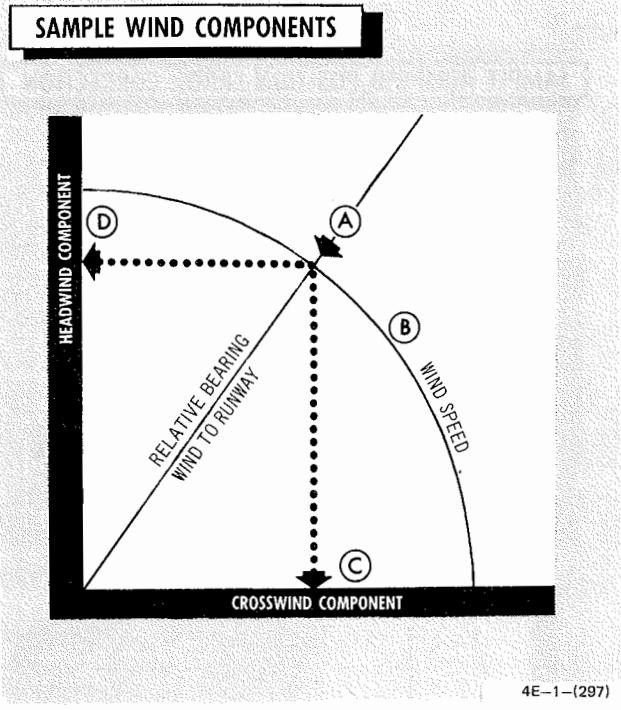 SAMPLE WIND COMPONENTS
HEADWIND COMPONENT
D
A
B
WIND SPEED
RELATIVE BEARING
WIND TO RUNWAY
C
CROSSWIND COMPONENT
4E-1-(297)